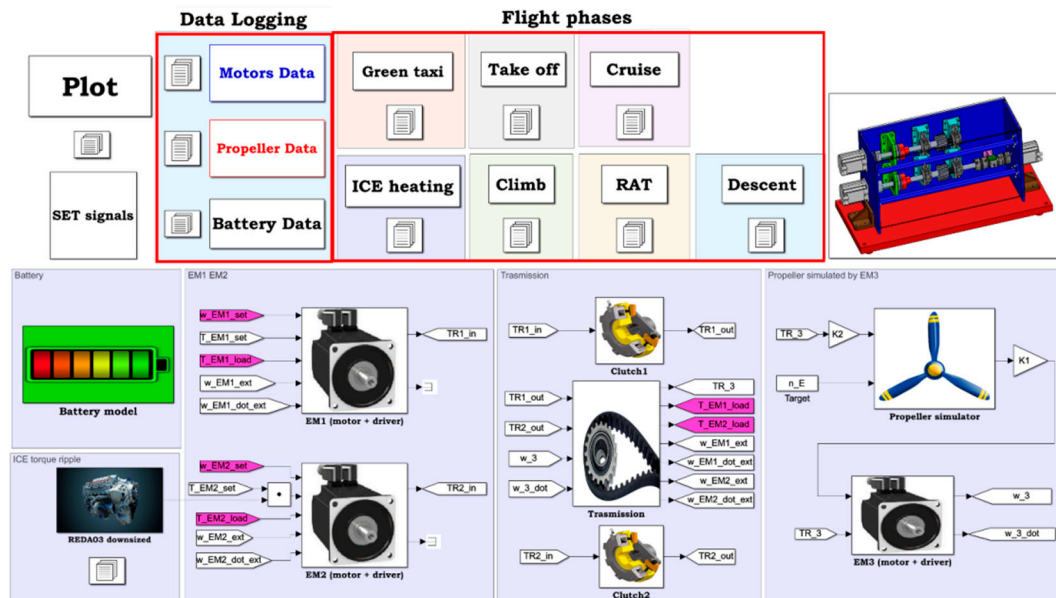 Data Logging
Flight phases
Plot
SET signals
Motors Data
Propeller Data
Battery Data
Green taxi
Take off
Cruise
ICE heating
Climb
RAT
Descent
Battery
Battery model
ICE torque ripple
REDA03 downsized
EM1 EM2
w_EM1_set
T_EM1_set
T_EM1_load
w_EM1_ext
w_EM1_dot_ext
TR1_in
EM1 (motor + driver)
w_EM2_set
T_EM2_set
T_EM2_load
w_EM2_ext
w_EM2_dot_ext
TR2_in
EM2 (motor + driver)
Trasmission
TR1_in
TR1_out
Clutch1
TR1_out
TR2_out
w_3
w_3_dot
TR_3
T_EM1_load
T_EM2_load
w_EM1_ext
w_EM1_dot_ext
w_EM2_ext
w_EM2_dot_ext
Trasmission
TR2_in
TR2_out
Clutch2
Propeller simulated by EM3
TR_3
K2
n_E
Target
K1
Propeller simulator
TR_3
w_3
w_3_dot
EM3 (motor + driver)